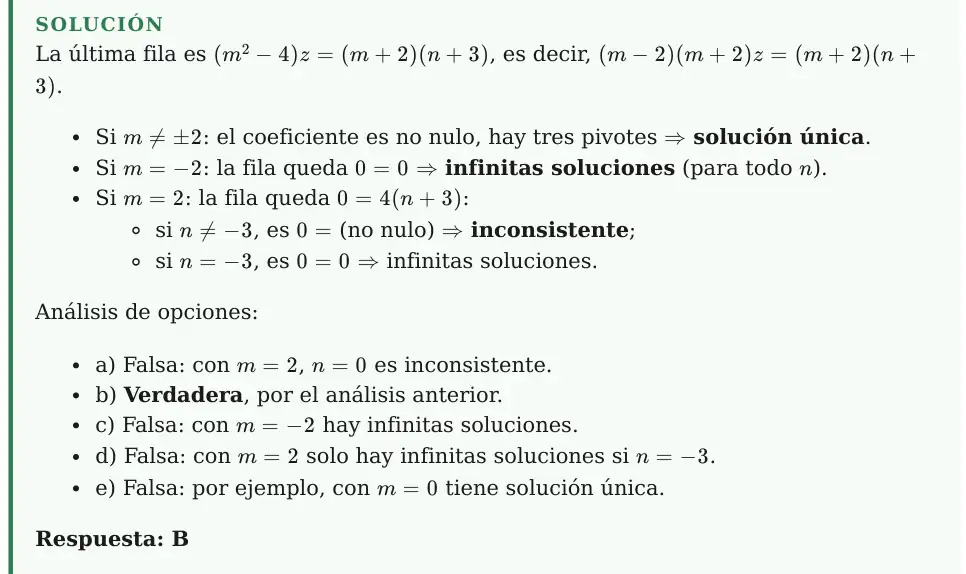 SOLUCIÓN
La última fila es (m² − 4)z = (m + 2)(n + 3), es decir, (m − 2)(m + 2)z = (m + 2)(n +
3).
• Si m ≠ ±2: el coeficiente es no nulo, hay tres pivotes ⇒ solución única.
• Si m = −2: la fila queda 0 = 0 ⇒ infinitas soluciones (para todo n).
• Si m = 2: la fila queda 0 = 4(n + 3):
◦ si n ≠ −3, es 0 = (no nulo) ⇒ inconsistente;
◦ si n = −3, es 0 = 0 ⇒ infinitas soluciones.
Análisis de opciones:
• a) Falsa: con m = 2, n = 0 es inconsistente.
• b) Verdadera, por el análisis anterior.
• c) Falsa: con m = −2 hay infinitas soluciones.
• d) Falsa: con m = 2 solo hay infinitas soluciones si n = −3.
• e) Falsa: por ejemplo, con m = 0 tiene solución única.
Respuesta: B